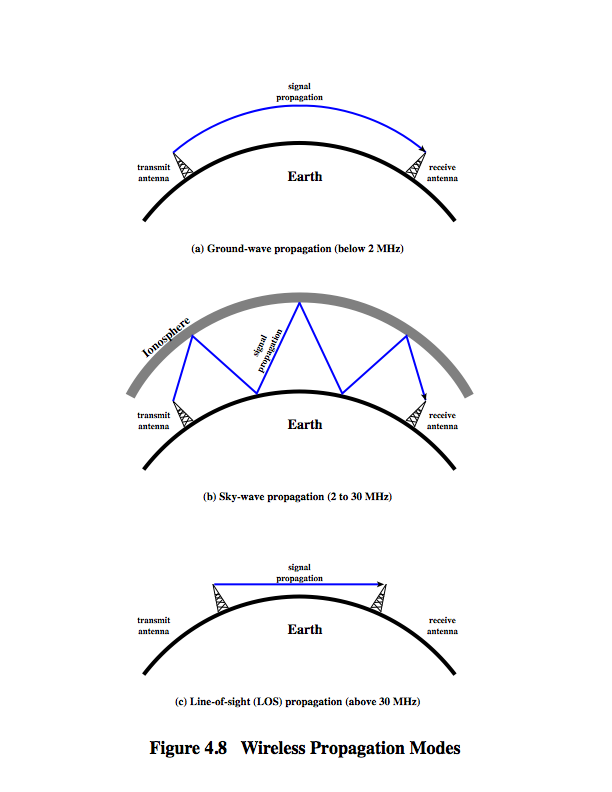 signal
propagation
transmit
antenna
Earth
receive
antenna
(a) Ground-wave propagation (below 2 MHz)
Ionosphere
signal
propagation
transmit
antenna
Earth
receive
antenna
(b) Sky-wave propagation (2 to 30 MHz)
signal
propagation
transmit
antenna
Earth
receive
antenna
(c) Line-of-sight (LOS) propagation (above 30 MHz)
Figure 4.8 Wireless Propagation Modes